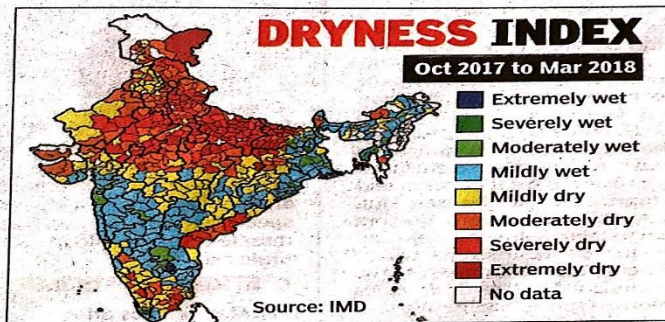 DRYNESS INDEX
Oct 2017 to Mar 2018
Extremely wet
Severely wet
Moderately wet
Mildly wet
Mildly dry
Moderately dry
Severely dry
Extremely dry
No data
Source: IMD